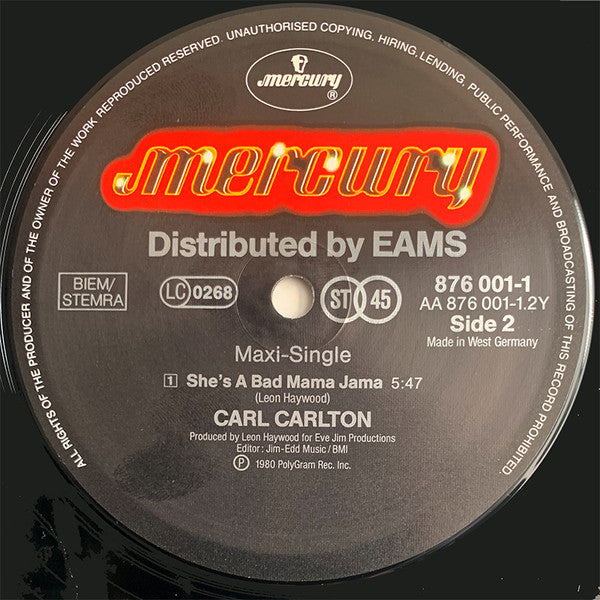 ALL RIGHTS OF THE PRODUCER AND OF THE OWNER OF THE WORK REPRODUCED RESERVED. UNAUTHORISED COPYING, HIRING, LENDING, PUBLIC PERFORMANCE AND BROADCASTING OF THIS RECORD PROHIBITED.
mercury
®
mercury
Distributed by EAMS
BIEM/
STEMRA
LC 0268
ST 45
876 001-1
AA 876 001-1.2Y
Side 2
Made in West Germany
Maxi-Single
1 She's A Bad Mama Jama 5:47
(Leon Haywood)
CARL CARLTON
Produced by Leon Haywood for Eve Jim Productions
Editor: Jim-Edd Music/BMI
℗ 1980 PolyGram Rec. Inc.